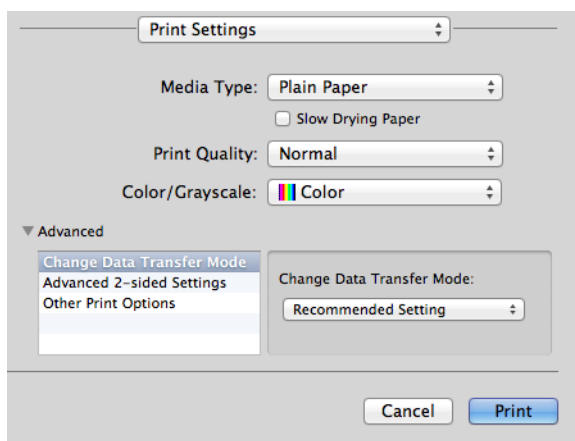 Print Settings
Media Type: Plain Paper
Slow Drying Paper
Print Quality: Normal
Color/Grayscale: Color
Advanced
Change Data Transfer Mode
Advanced 2-sided Settings
Other Print Options
Change Data Transfer Mode:
Recommended Setting
Cancel Print